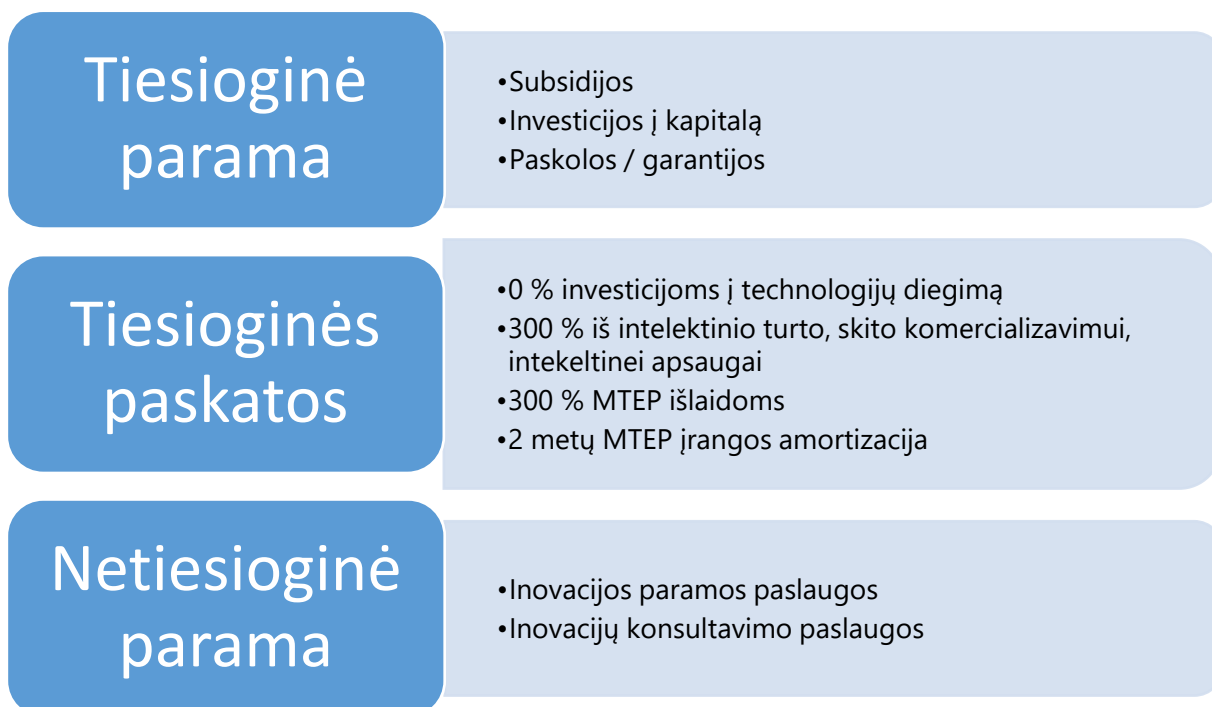 Tiesioginė
parama
•Subsidijos
•Investicijos į kapitalą
•Paskolos / garantijos
Tiesioginės
paskatos
•0 % investicijoms į technologijų diegimą
•300 % iš intelektinio turto, skito komercializavimui,
intekeltinei apsaugai
•300 % MTEP išlaidoms
•2 metų MTEP įrangos amortizacija
Netiesioginė
parama
•Inovacijos paramos paslaugos
•Inovacijų konsultavimo paslaugos